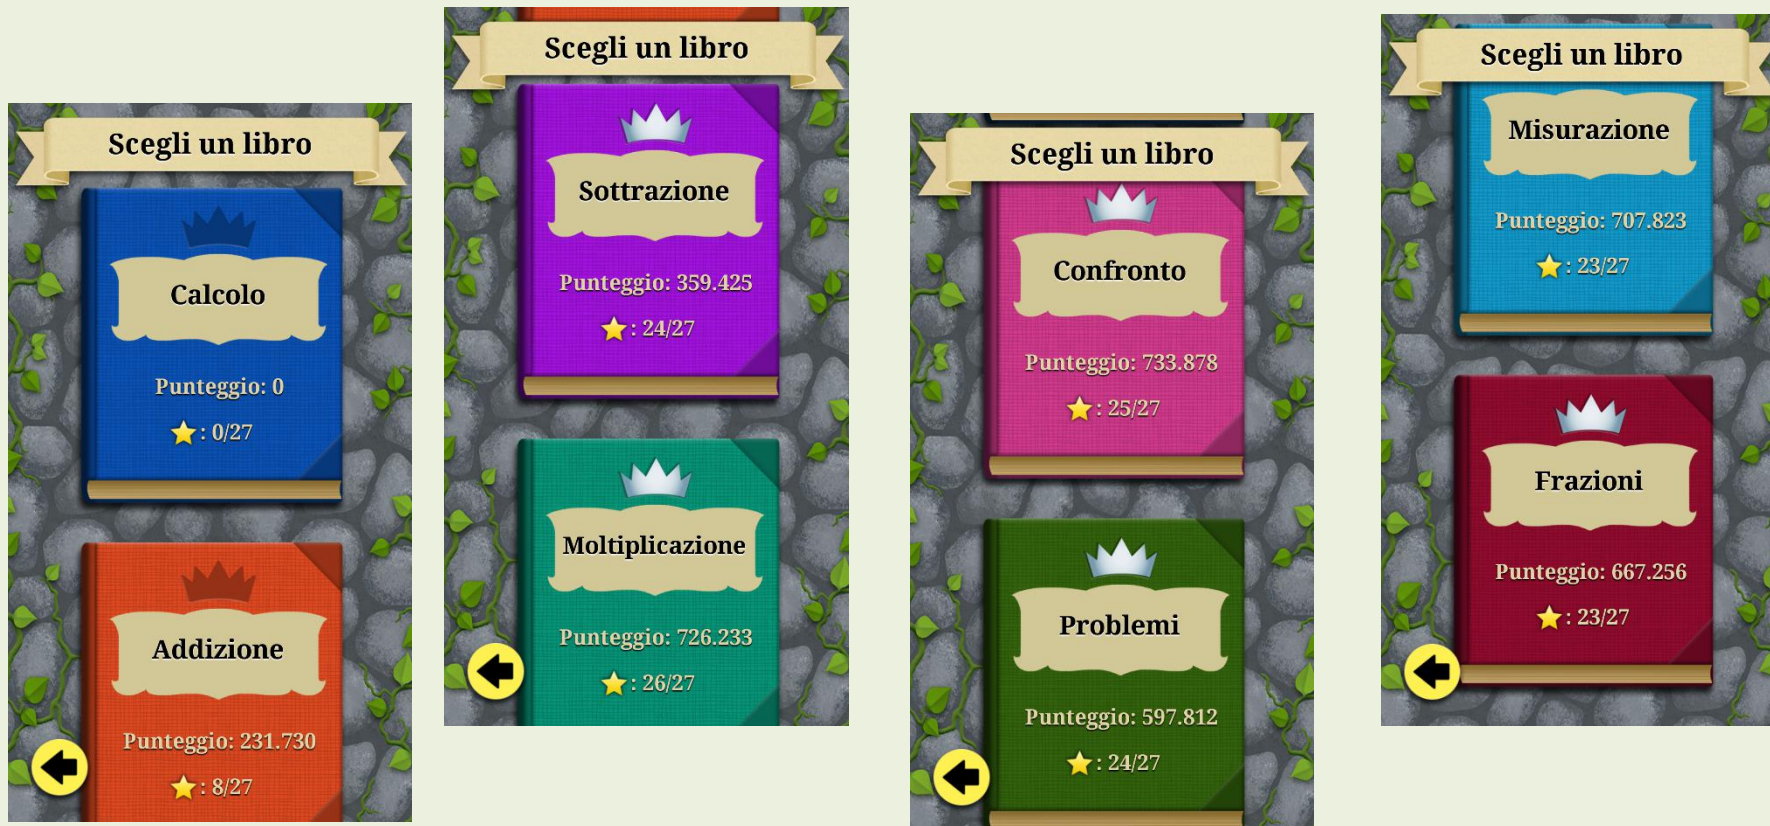 Scegli un libro
Calcolo
Punteggio: 0
: 0/27
Addizione
Punteggio: 231.730
: 8/27
Scegli un libro
Sottrazione
Punteggio: 359.425
: 24/27
Moltiplicazione
Punteggio: 726.233
: 26/27
Scegli un libro
Confronto
Punteggio: 733.878
: 25/27
Problemi
Punteggio: 597.812
: 24/27
Scegli un libro
Misurazione
Punteggio: 707.823
: 23/27
Frazioni
Punteggio: 667.256
: 23/27